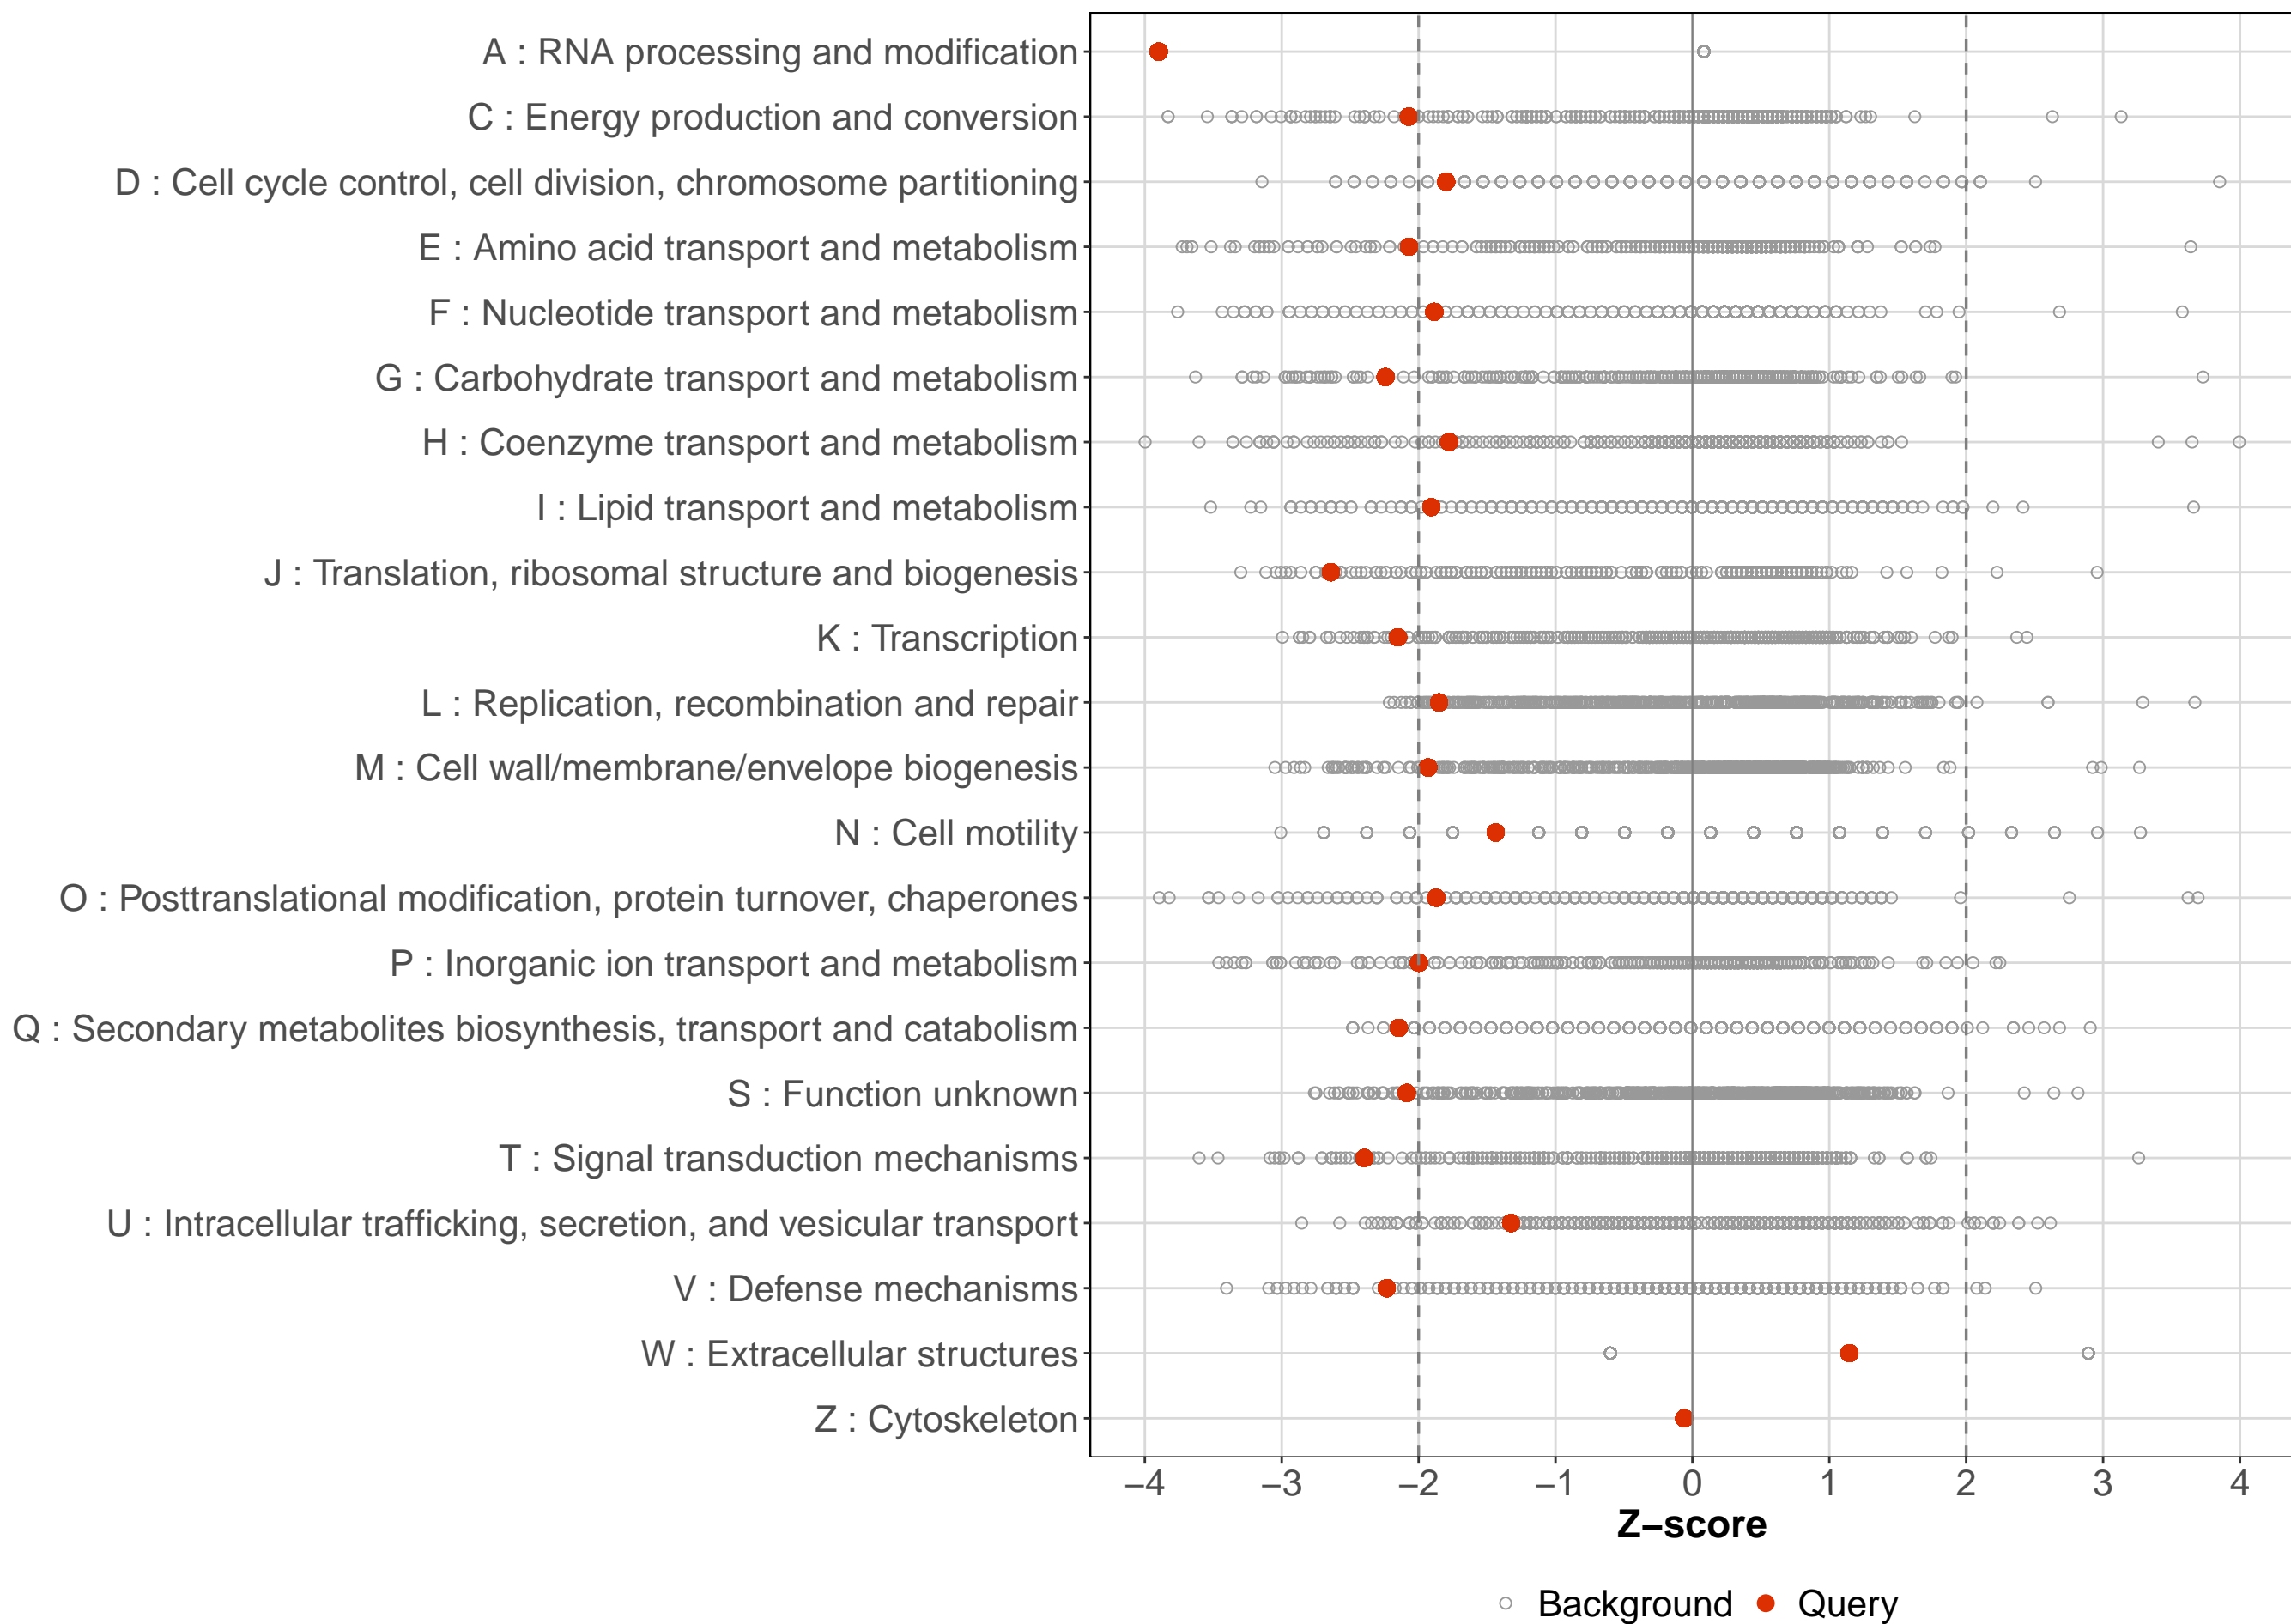 A : RNA processing and modification
C : Energy production and conversion
D : Cell cycle control, cell division, chromosome partitioning
E : Amino acid transport and metabolism
F : Nucleotide transport and metabolism
G : Carbohydrate transport and metabolism
H : Coenzyme transport and metabolism
I : Lipid transport and metabolism
J : Translation, ribosomal structure and biogenesis
K : Transcription
L : Replication, recombination and repair
M : Cell wall/membrane/envelope biogenesis
N : Cell motility
O : Posttranslational modification, protein turnover, chaperones
P : Inorganic ion transport and metabolism
Q : Secondary metabolites biosynthesis, transport and catabolism
S : Function unknown
T : Signal transduction mechanisms
U : Intracellular trafficking, secretion, and vesicular transport
V : Defense mechanisms
W : Extracellular structures
Z : Cytoskeleton
−4 −3 −2 −1 0 1 2 3 4
Z−score
Background Query